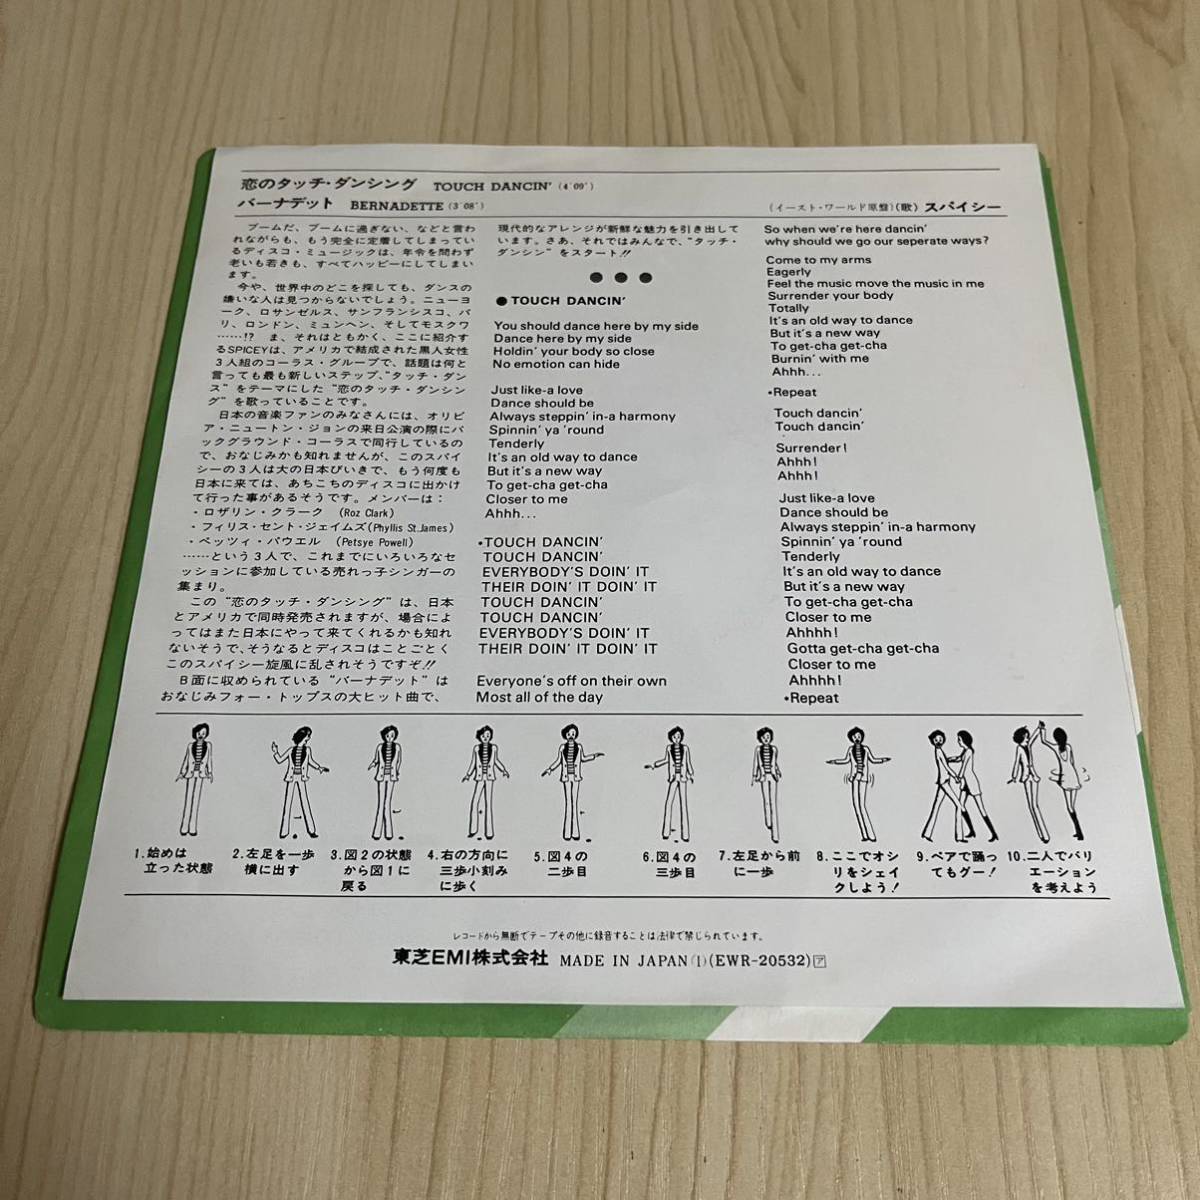 恋のタッチ・ダンシング TOUCH DANCIN' (4'09")
バーナデット BERNADETTE (3'08")
(イースト・ワールド原盤)(歌) スパイシー
ブームだ、ブームに過ぎない、などと言わ
れながらも、もう完全に定着してしまってい
るディスコ・ミュージックは、年令を問わず
老いも若きも、すべてハッピーにしてしまい
ます。
今や、世界中のどこを探しても、ダンスの
嫌いな人は見つからないでしょう。ニューヨ
ーク、ロサンゼルス、サンフランシスコ、パ
リ、ロンドン、ミュンヘン、そしてモスクワ
……!? ま、それはともかく、ここに紹介す
るSPICEYは、アメリカで結成された黒人女性
3人組のコーラス・グループで、話題は何と
言っても最も新しいステップ、“タッチ・ダン
ス”をテーマにした“恋のタッチ・ダンシン
グ”を歌っていることです。
日本の音楽ファンのみなさんには、オリビ
ア・ニュートン・ジョンの来日公演の際にバ
ックグラウンド・コーラスで同行しているの
で、おなじみかも知れませんが、このスパイ
シーの3人は大の日本びいきで、もう何度も
日本に来ては、あちこちのディスコに出かけ
て行った事があるそうです。メンバーは：
・ロザリン・クラーク (Roz Clark)
・フィリス・セント・ジェイムズ(Phyllis St.James)
・ペッツィ・パウエル (Petsye Powell)
……という3人で、これまでにいろいろなセ
ッションに参加している売れっ子シンガーの
集まり。
この“恋のタッチ・ダンシング”は、日本
とアメリカで同時発売されますが、場合によ
ってはまた日本にやって来てくれるかも知れ
ないそうで、そうなるとディスコはことごとく
このスパイシー旋風に乱されそうですぞ!!
B面に収められている“バーナデット”は
おなじみフォー・トップスの大ヒット曲で、
現代的なアレンジが新鮮な魅力を引き出して
います。さあ、それではみんなで、“タッチ・
ダンシン”をスタート!!
● ● ●
● TOUCH DANCIN'
You should dance here by my side
Dance here by my side
Holdin' your body so close
No emotion can hide
Just like-a love
Dance should be
Always steppin' in-a harmony
Spinnin' ya 'round
Tenderly
It's an old way to dance
But it's a new way
To get-cha get-cha
Closer to me
Ahhh...
•TOUCH DANCIN'
TOUCH DANCIN'
EVERYBODY'S DOIN' IT
THEIR DOIN' IT DOIN' IT
TOUCH DANCIN'
TOUCH DANCIN'
EVERYBODY'S DOIN' IT
THEIR DOIN' IT DOIN' IT
Everyone's off on their own
Most all of the day
So when we're here dancin'
why should we go our seperate ways?
Come to my arms
Eagerly
Feel the music move the music in me
Surrender your body
Totally
It's an old way to dance
But it's a new way
To get-cha get-cha
Burnin' with me
Ahhh...
•Repeat
Touch dancin'
Touch dancin'
Surrender!
Ahhh!
Ahhh!
Just like-a love
Dance should be
Always steppin' in-a harmony
Spinnin' ya 'round
Tenderly
It's an old way to dance
But it's a new way
To get-cha get-cha
Closer to me
Ahhhh!
Gotta get-cha get-cha
Closer to me
Ahhhh!
•Repeat
1.始めは
立った状態
2.左足を一歩
横に出す
3.図2の状態
から図1に
戻る
4.右の方向に
三歩小刻み
に歩く
5.図4の
二歩目
6.図4の
三歩目
7.左足から前
に一歩
8.ここでオシ
リをシェイ
クしよう!
9.ペアで踊っ
てもグー!
10.二人でバリ
エーション
を考えよう
レコードから無断でテープその他に録音することは法律で禁じられています。
東芝EMI株式会社 MADE IN JAPAN(1)(EWR-20532)ア